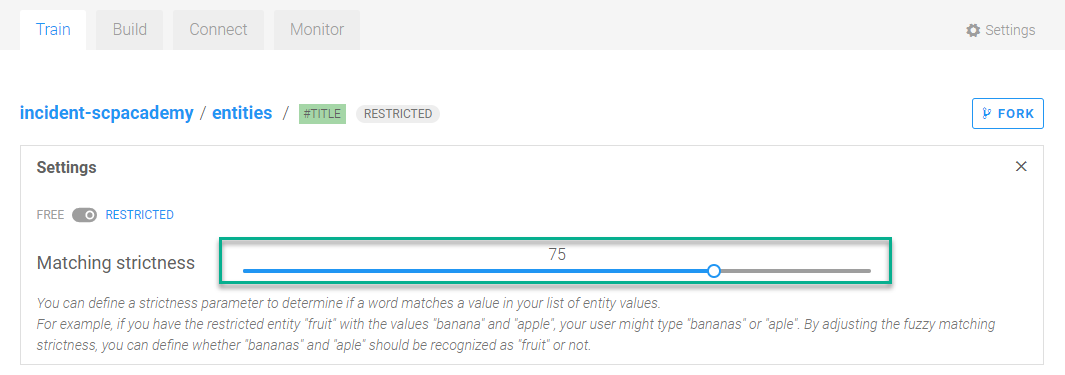 Train Build Connect Monitor Settings
incident-scpacademy / entities / #TITLE RESTRICTED FORK
Settings
FREE RESTRICTED
75
Matching strictness
You can define a strictness parameter to determine if a word matches a value in your list of entity values.
For example, if you have the restricted entity "fruit" with the values "banana" and "apple", your user might type "bananas" or "aple". By adjusting the fuzzy matching
strictness, you can define whether "bananas" and "aple" should be recognized as "fruit" or not.